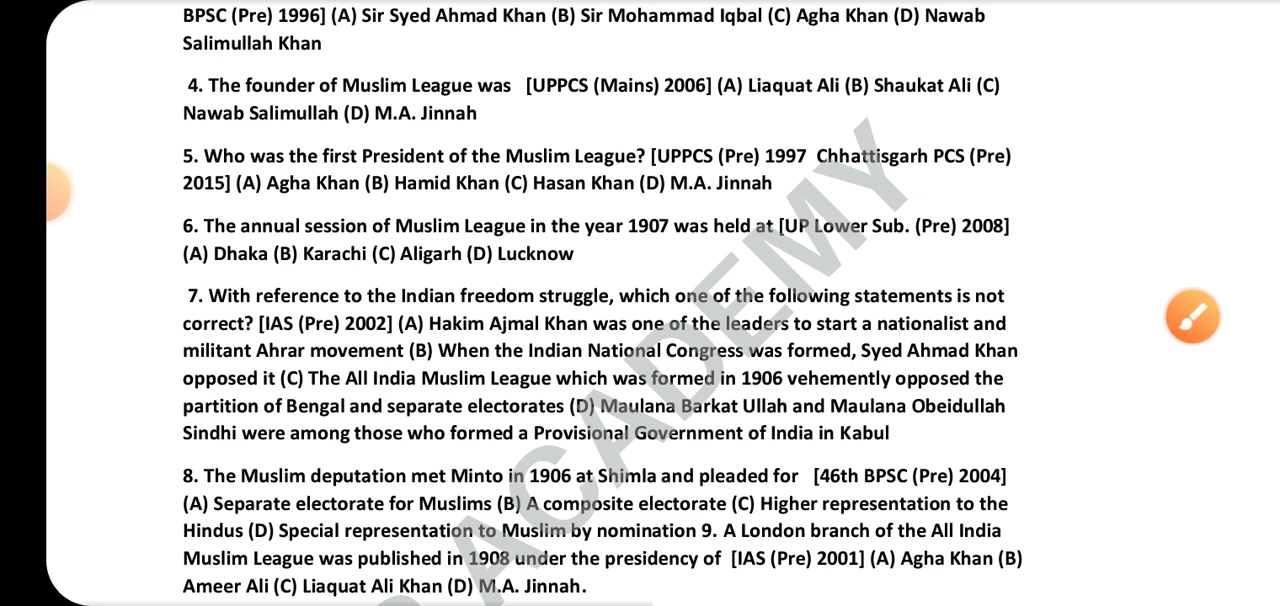 BPSC (Pre) 1996] (A) Sir Syed Ahmad Khan (B) Sir Mohammad Iqbal (C) Agha Khan (D) Nawab
Salimullah Khan
4. The founder of Muslim League was [UPPCS (Mains) 2006] (A) Liaquat Ali (B) Shaukat Ali (C)
Nawab Salimullah (D) M.A. Jinnah
5. Who was the first President of the Muslim League? [UPPCS (Pre) 1997 Chhattisgarh PCS (Pre)
2015] (A) Agha Khan (B) Hamid Khan (C) Hasan Khan (D) M.A. Jinnah
6. The annual session of Muslim League in the year 1907 was held at [UP Lower Sub. (Pre) 2008]
(A) Dhaka (B) Karachi (C) Aligarh (D) Lucknow
7. With reference to the Indian freedom struggle, which one of the following statements is not
correct? [IAS (Pre) 2002] (A) Hakim Ajmal Khan was one of the leaders to start a nationalist and
militant Ahrar movement (B) When the Indian National Congress was formed, Syed Ahmad Khan
opposed it (C) The All India Muslim League which was formed in 1906 vehemently opposed the
partition of Bengal and separate electorates (D) Maulana Barkat Ullah and Maulana Obeidullah
Sindhi were among those who formed a Provisional Government of India in Kabul
8. The Muslim deputation met Minto in 1906 at Shimla and pleaded for [46th BPSC (Pre) 2004]
(A) Separate electorate for Muslims (B) A composite electorate (C) Higher representation to the
Hindus (D) Special representation to Muslim by nomination 9. A London branch of the All India
Muslim League was published in 1908 under the presidency of [IAS (Pre) 2001] (A) Agha Khan (B)
Ameer Ali (C) Liaquat Ali Khan (D) M.A. Jinnah.
ACADEMY